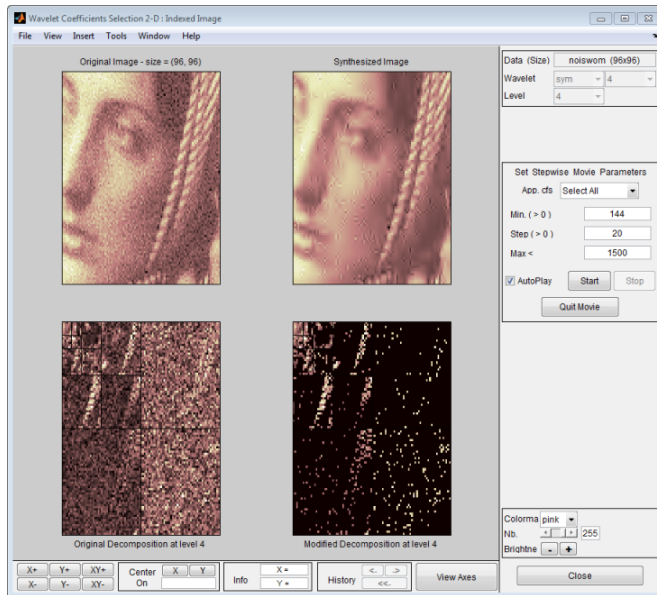 Wavelet Coefficients Selection 2-D : Indexed Image
File View Insert Tools Window Help
Original Image - size = (96, 96)
Synthesized Image
Original Decomposition at level 4
Modified Decomposition at level 4
Data (Size) noiswom (96x96)
Wavelet sym 4
Level 4
Set Stepwise Movie Parameters
App. cfs Select All
Min. ( > 0 ) 144
Step ( > 0 ) 20
Max < 1500
AutoPlay Start Stop
Quit Movie
Colorma pink
Nb. 255
Brightne - +
Close
X+ Y+ XY+
X- Y- XY-
Center On X Y
Info X = Y =
History <- -> <<-
View Axes